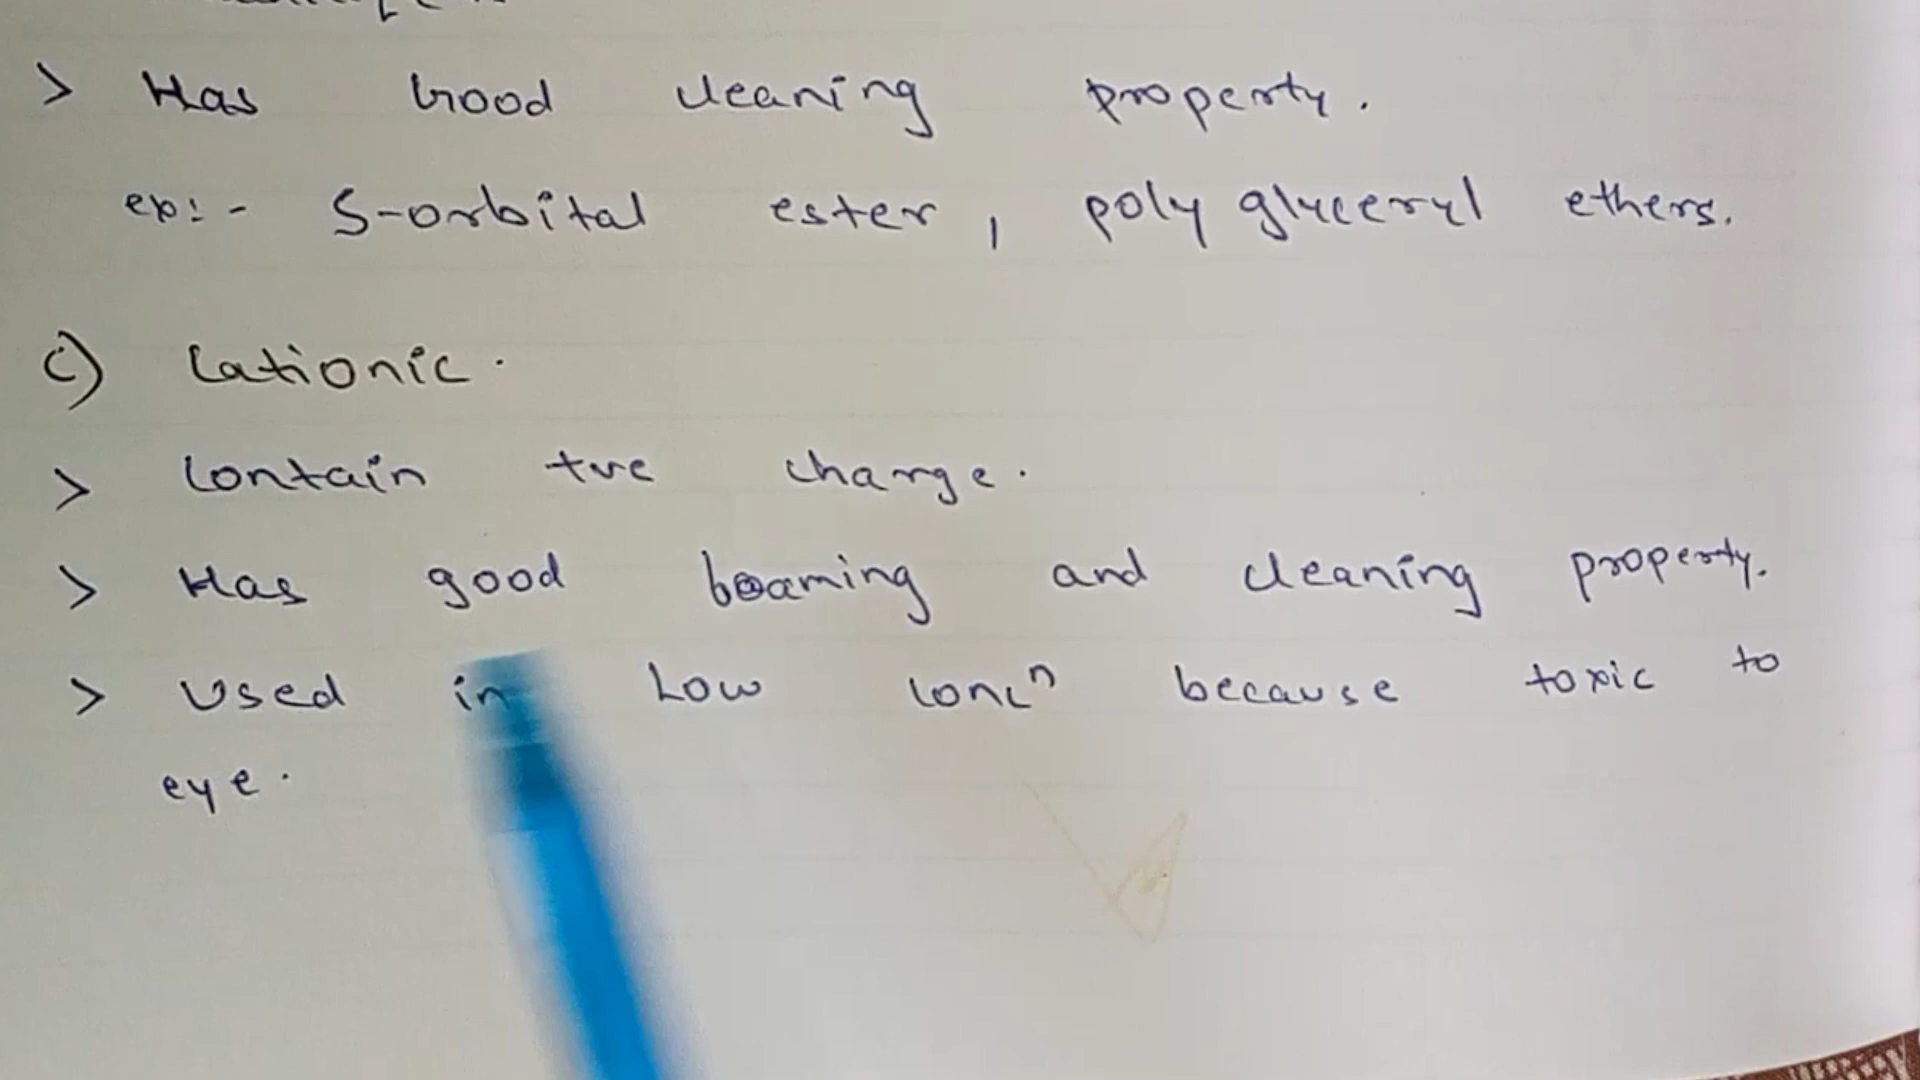 > Has Good cleaning property.
ex:- S-orbital ester, poly glyceryl ethers.
c) Cationic.
> Contain +ve charge.
> Has good boaming and cleaning property.
> Used in Low concⁿ because toxic to
eye.